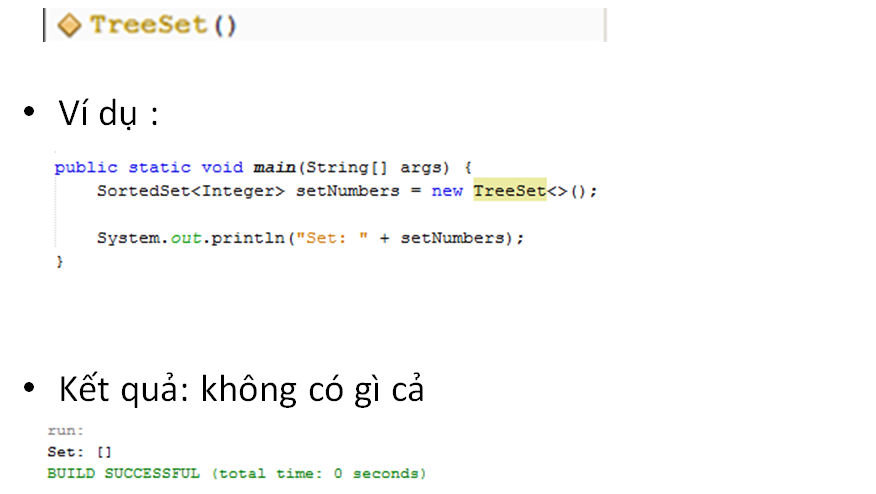 TreeSet()
• Ví dụ :
public static void main(String[] args) {
SortedSet<Integer> setNumbers = new TreeSet<>();
System.out.println("Set: " + setNumbers);
}
• Kết quả: không có gì cả
run:
Set: []
BUILD SUCCESSFUL (total time: 0 seconds)